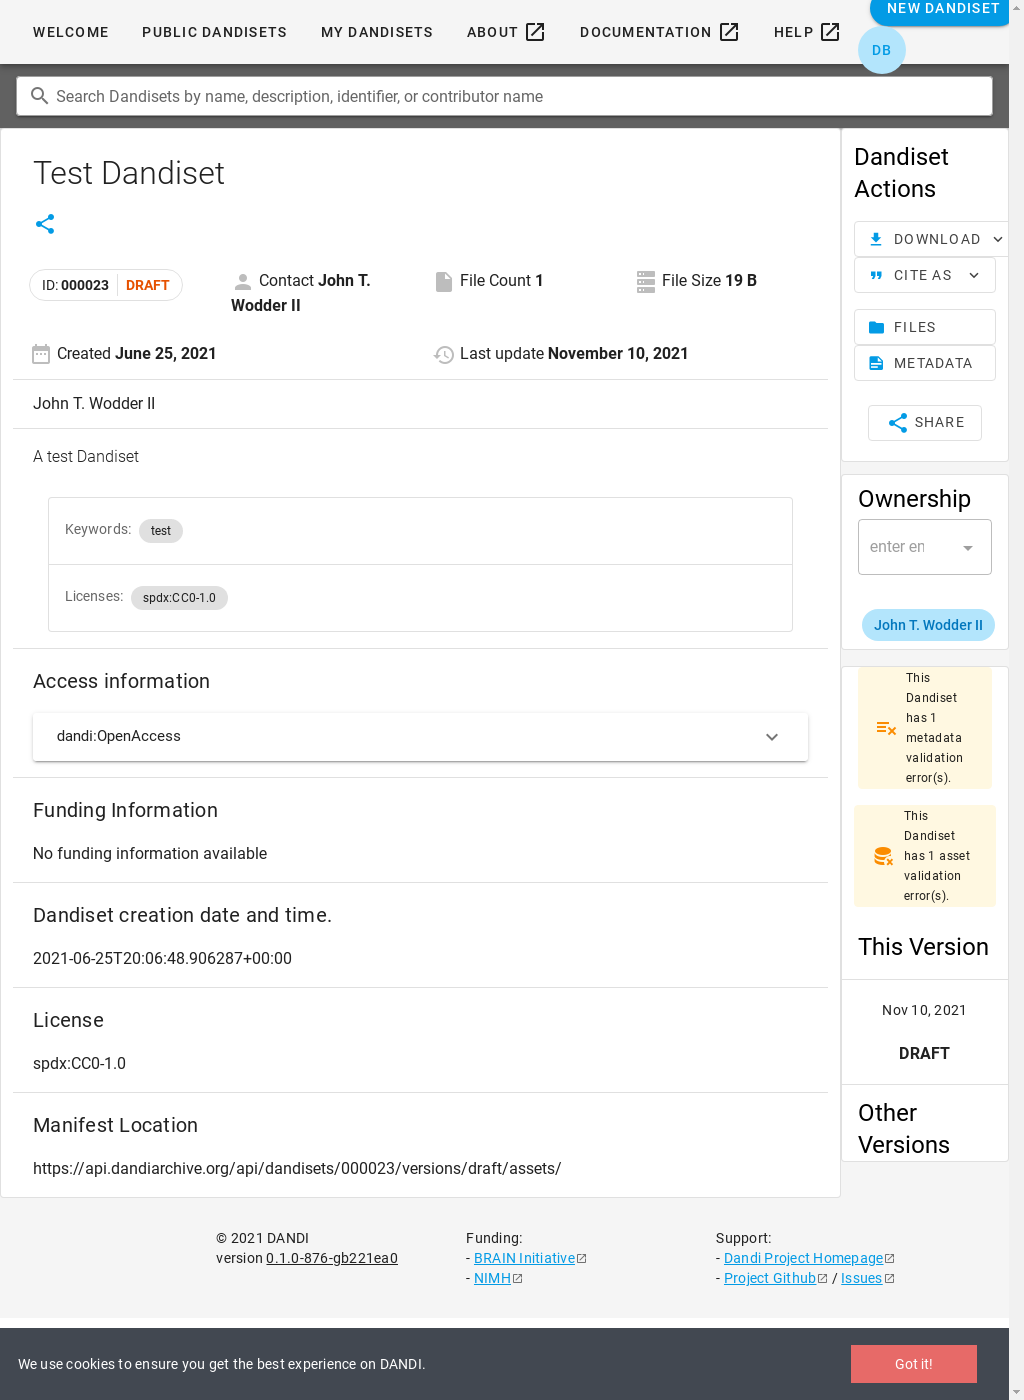 WELCOME PUBLIC DANDISETS MY DANDISETS ABOUT DOCUMENTATION HELP NEW DANDISET
DB
Search Dandisets by name, description, identifier, or contributor name
Test Dandiset
ID: 000023 DRAFT
Contact John T. Wodder II
File Count 1
File Size 19 B
Created June 25, 2021
Last update November 10, 2021
John T. Wodder II
A test Dandiset
Keywords: test
Licenses: spdx:CC0-1.0
Access information
dandi:OpenAccess
Funding Information
No funding information available
Dandiset creation date and time.
2021-06-25T20:06:48.906287+00:00
License
spdx:CC0-1.0
Manifest Location
https://api.dandiarchive.org/api/dandisets/000023/versions/draft/assets/
Dandiset
Actions
DOWNLOAD
CITE AS
FILES
METADATA
SHARE
Ownership
enter en
John T. Wodder II
This
Dandiset
has 1
metadata
validation
error(s).
This
Dandiset
has 1 asset
validation
error(s).
This Version
Nov 10, 2021
DRAFT
Other
Versions
© 2021 DANDI
version 0.1.0-876-gb221ea0
Funding:
- BRAIN Initiative
- NIMH
Support:
- Dandi Project Homepage
- Project Github / Issues
We use cookies to ensure you get the best experience on DANDI.
Got it!